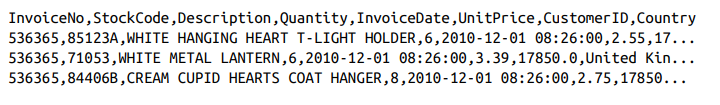 InvoiceNo,StockCode,Description,Quantity,InvoiceDate,UnitPrice,CustomerID,Country
536365,85123A,WHITE HANGING HEART T-LIGHT HOLDER,6,2010-12-01 08:26:00,2.55,17...
536365,71053,WHITE METAL LANTERN,6,2010-12-01 08:26:00,3.39,17850.0,United Kin...
536365,84406B,CREAM CUPID HEARTS COAT HANGER,8,2010-12-01 08:26:00,2.75,17850...